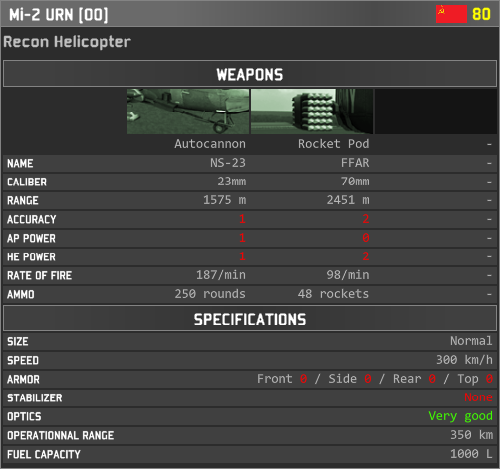 Mi-2 URN [OO] 80
Recon Helicopter
WEAPONS
Autocannon Rocket Pod -
NAME NS-23 FFAR -
CALIBER 23mm 70mm -
RANGE 1575 m 2451 m -
ACCURACY 1 2 -
AP POWER 1 0 -
HE POWER 1 2 -
RATE OF FIRE 187/min 98/min -
AMMO 250 rounds 48 rockets -
SPECIFICATIONS
SIZE Normal
SPEED 300 km/h
ARMOR Front 0 / Side 0 / Rear 0 / Top 0
STABILIZER None
OPTICS Very good
OPERATIONNAL RANGE 350 km
FUEL CAPACITY 1000 L